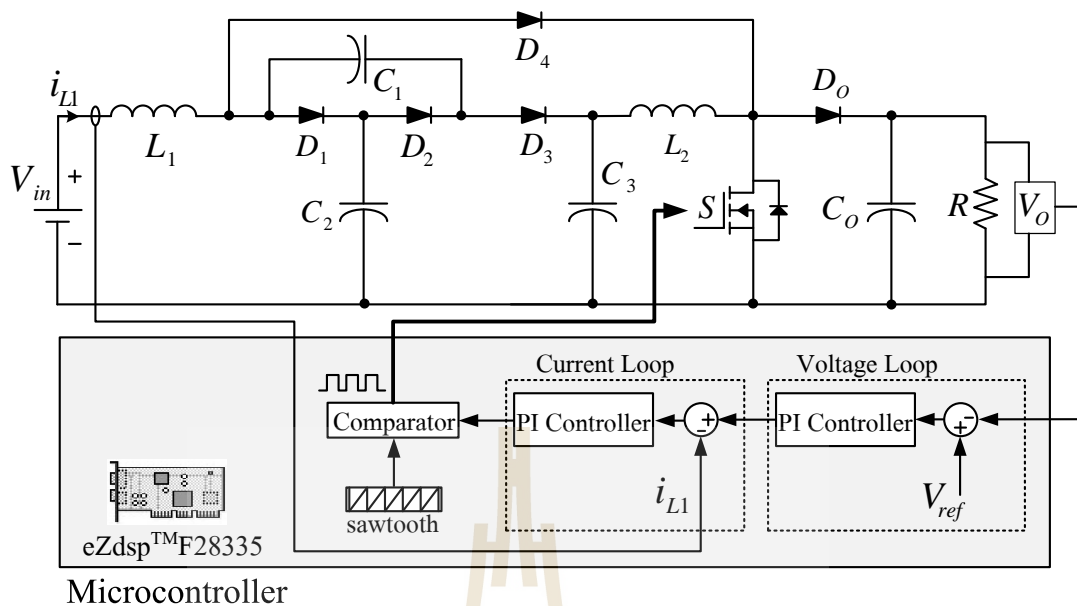 D4
C1
iL1
DO
L1
D1
D2
D3
L2
Vin
+
−
C2
C3
S
CO
R
VO
Current Loop
Voltage Loop
Comparator
PI Controller
+
-
PI Controller
-
+
sawtooth
iL1
Vref
eZdsp™F28335
Microcontroller